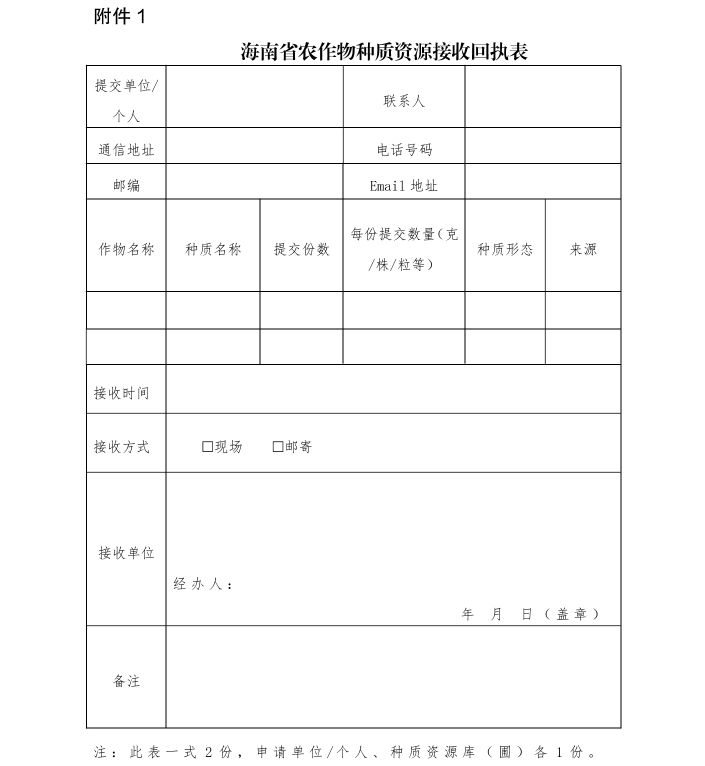 附件 1
海南省农作物种质资源接收回执表
提交单位/
个人
联系人
通信地址
电话号码
邮编
Email 地址
作物名称
种质名称
提交份数
每份提交数量（克
/株/粒等）
种质形态
来源
接收时间
接收方式
□现场 □邮寄
接收单位
经办人：
年 月 日（盖章）
备注
注：此表一式 2 份，申请单位/个人、种质资源库（圃）各 1 份。